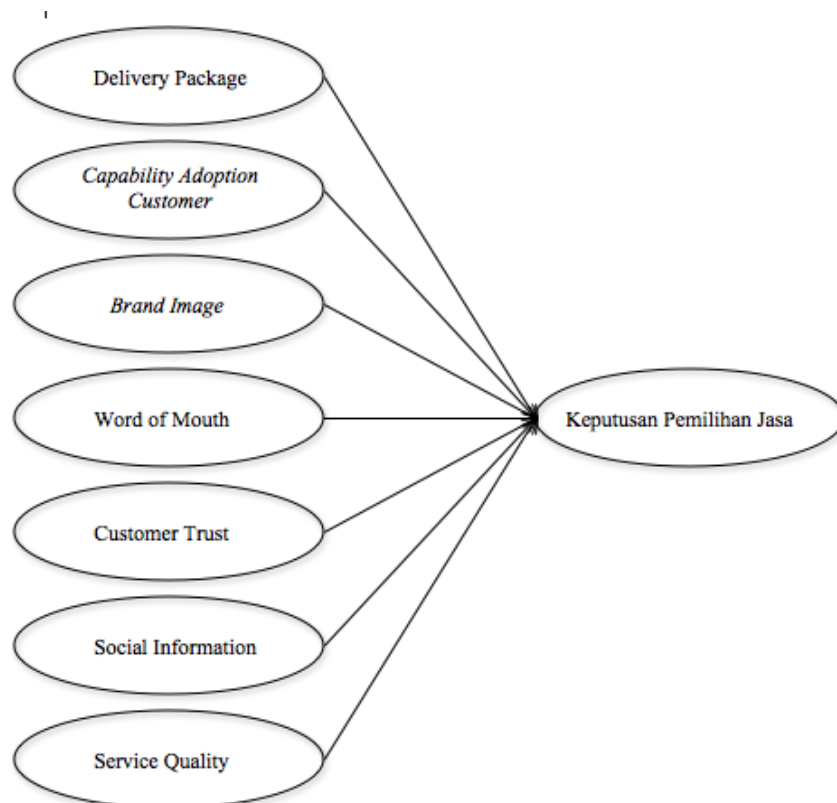 Delivery Package
Capability Adoption
Customer
Brand Image
Word of Mouth
Keputusan Pemilihan Jasa
Customer Trust
Social Information
Service Quality